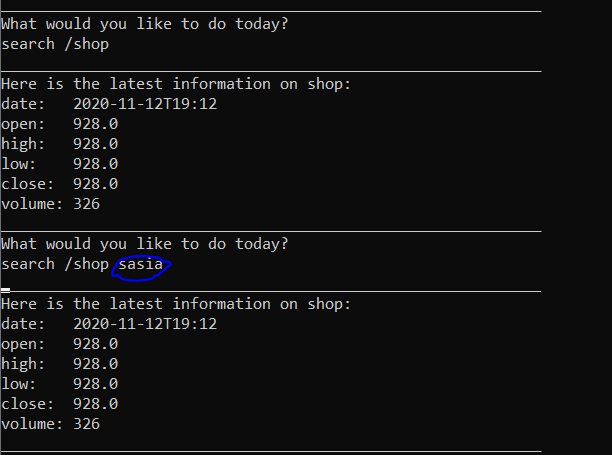 What would you like to do today?
search /shop
Here is the latest information on shop:
date:   2020-11-12T19:12
open:   928.0
high:   928.0
low:    928.0
close:  928.0
volume: 326
What would you like to do today?
search /shop sasia
Here is the latest information on shop:
date:   2020-11-12T19:12
open:   928.0
high:   928.0
low:    928.0
close:  928.0
volume: 326